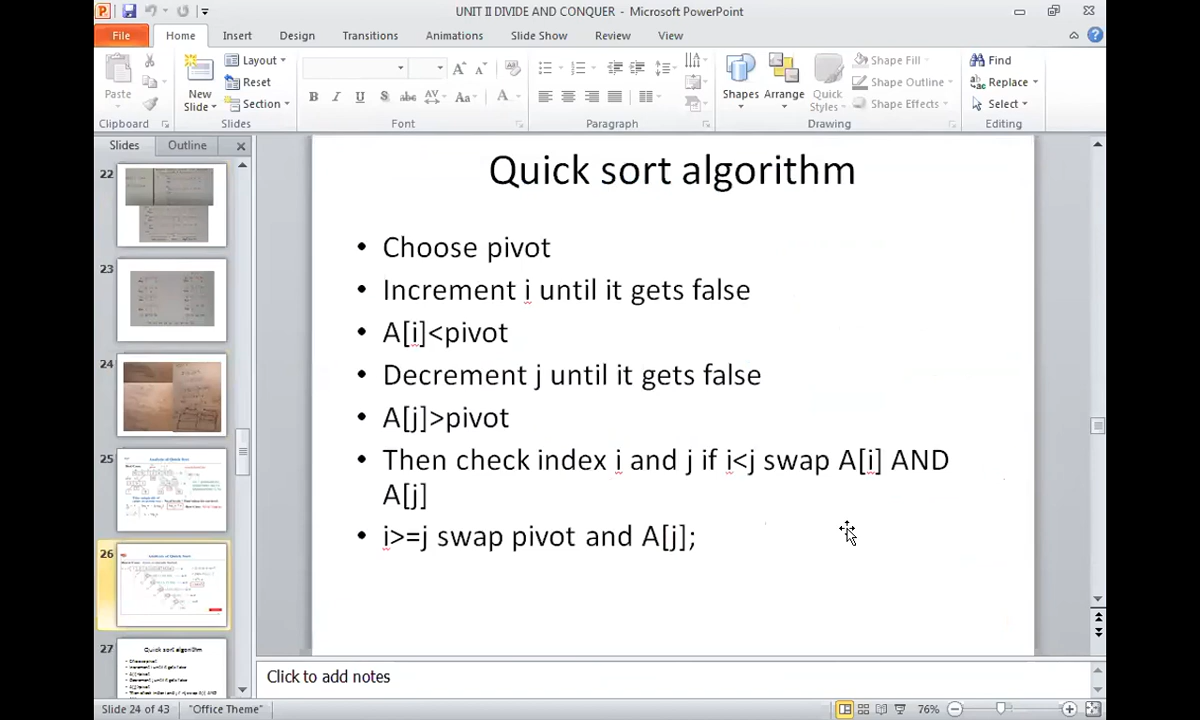 UNIT II DIVIDE AND CONQUER - Microsoft PowerPoint
File Home Insert Design Transitions Animations Slide Show Review View
Paste
New Slide
Layout
Reset
Section
Shapes Arrange Quick Styles
Shape Fill
Shape Outline
Shape Effects
Find
Replace
Select
Clipboard Slides Font Paragraph Drawing Editing
Slides Outline
22
23
24
25
26
27
Quick sort algorithm
Quick sort algorithm
• Choose pivot
• Increment i until it gets false
• A[i]<pivot
• Decrement j until it gets false
• A[j]>pivot
• Then check index i and j if i<j swap A[i] AND
A[j]
• i>=j swap pivot and A[j];
Click to add notes
Slide 24 of 43 "Office Theme" 76%